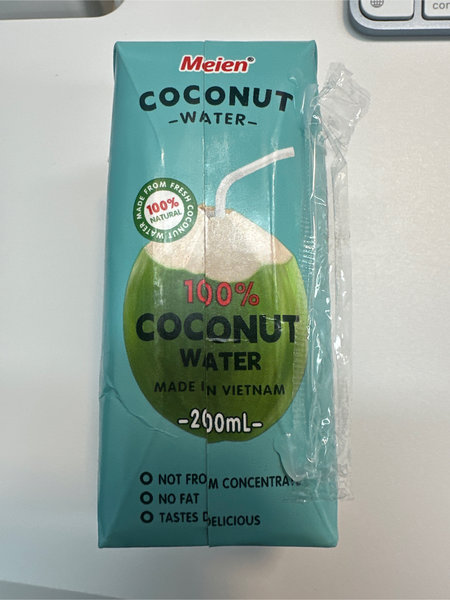 Meien®
COCONUT
-WATER-
MADE FROM FRESH COCONUT WATER
100%
NATURAL
100%
COCONUT
WATER
MADE IN VIETNAM
-200mL-
NOT FROM CONCENTRATE
NO FAT
TASTES DELICIOUS